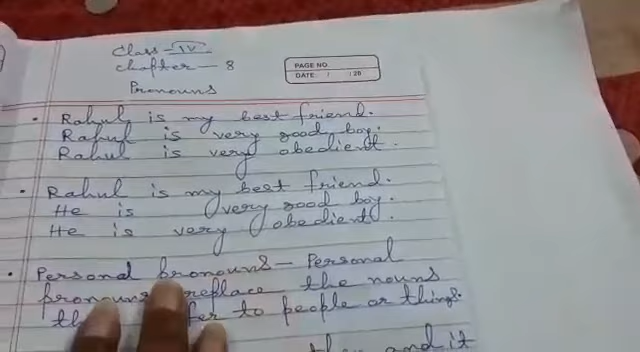 Class - IV
Chapter - 8
PAGE NO.
DATE / /20
Pronouns
• Rahul is my best friend.
Rahul is very good boy.
Rahul is very obedient.
• Rahul is my best friend.
He is very good boy.
He is very obedient.
• Personal pronouns - Personal
pronouns replace the nouns
to people or things.
and it